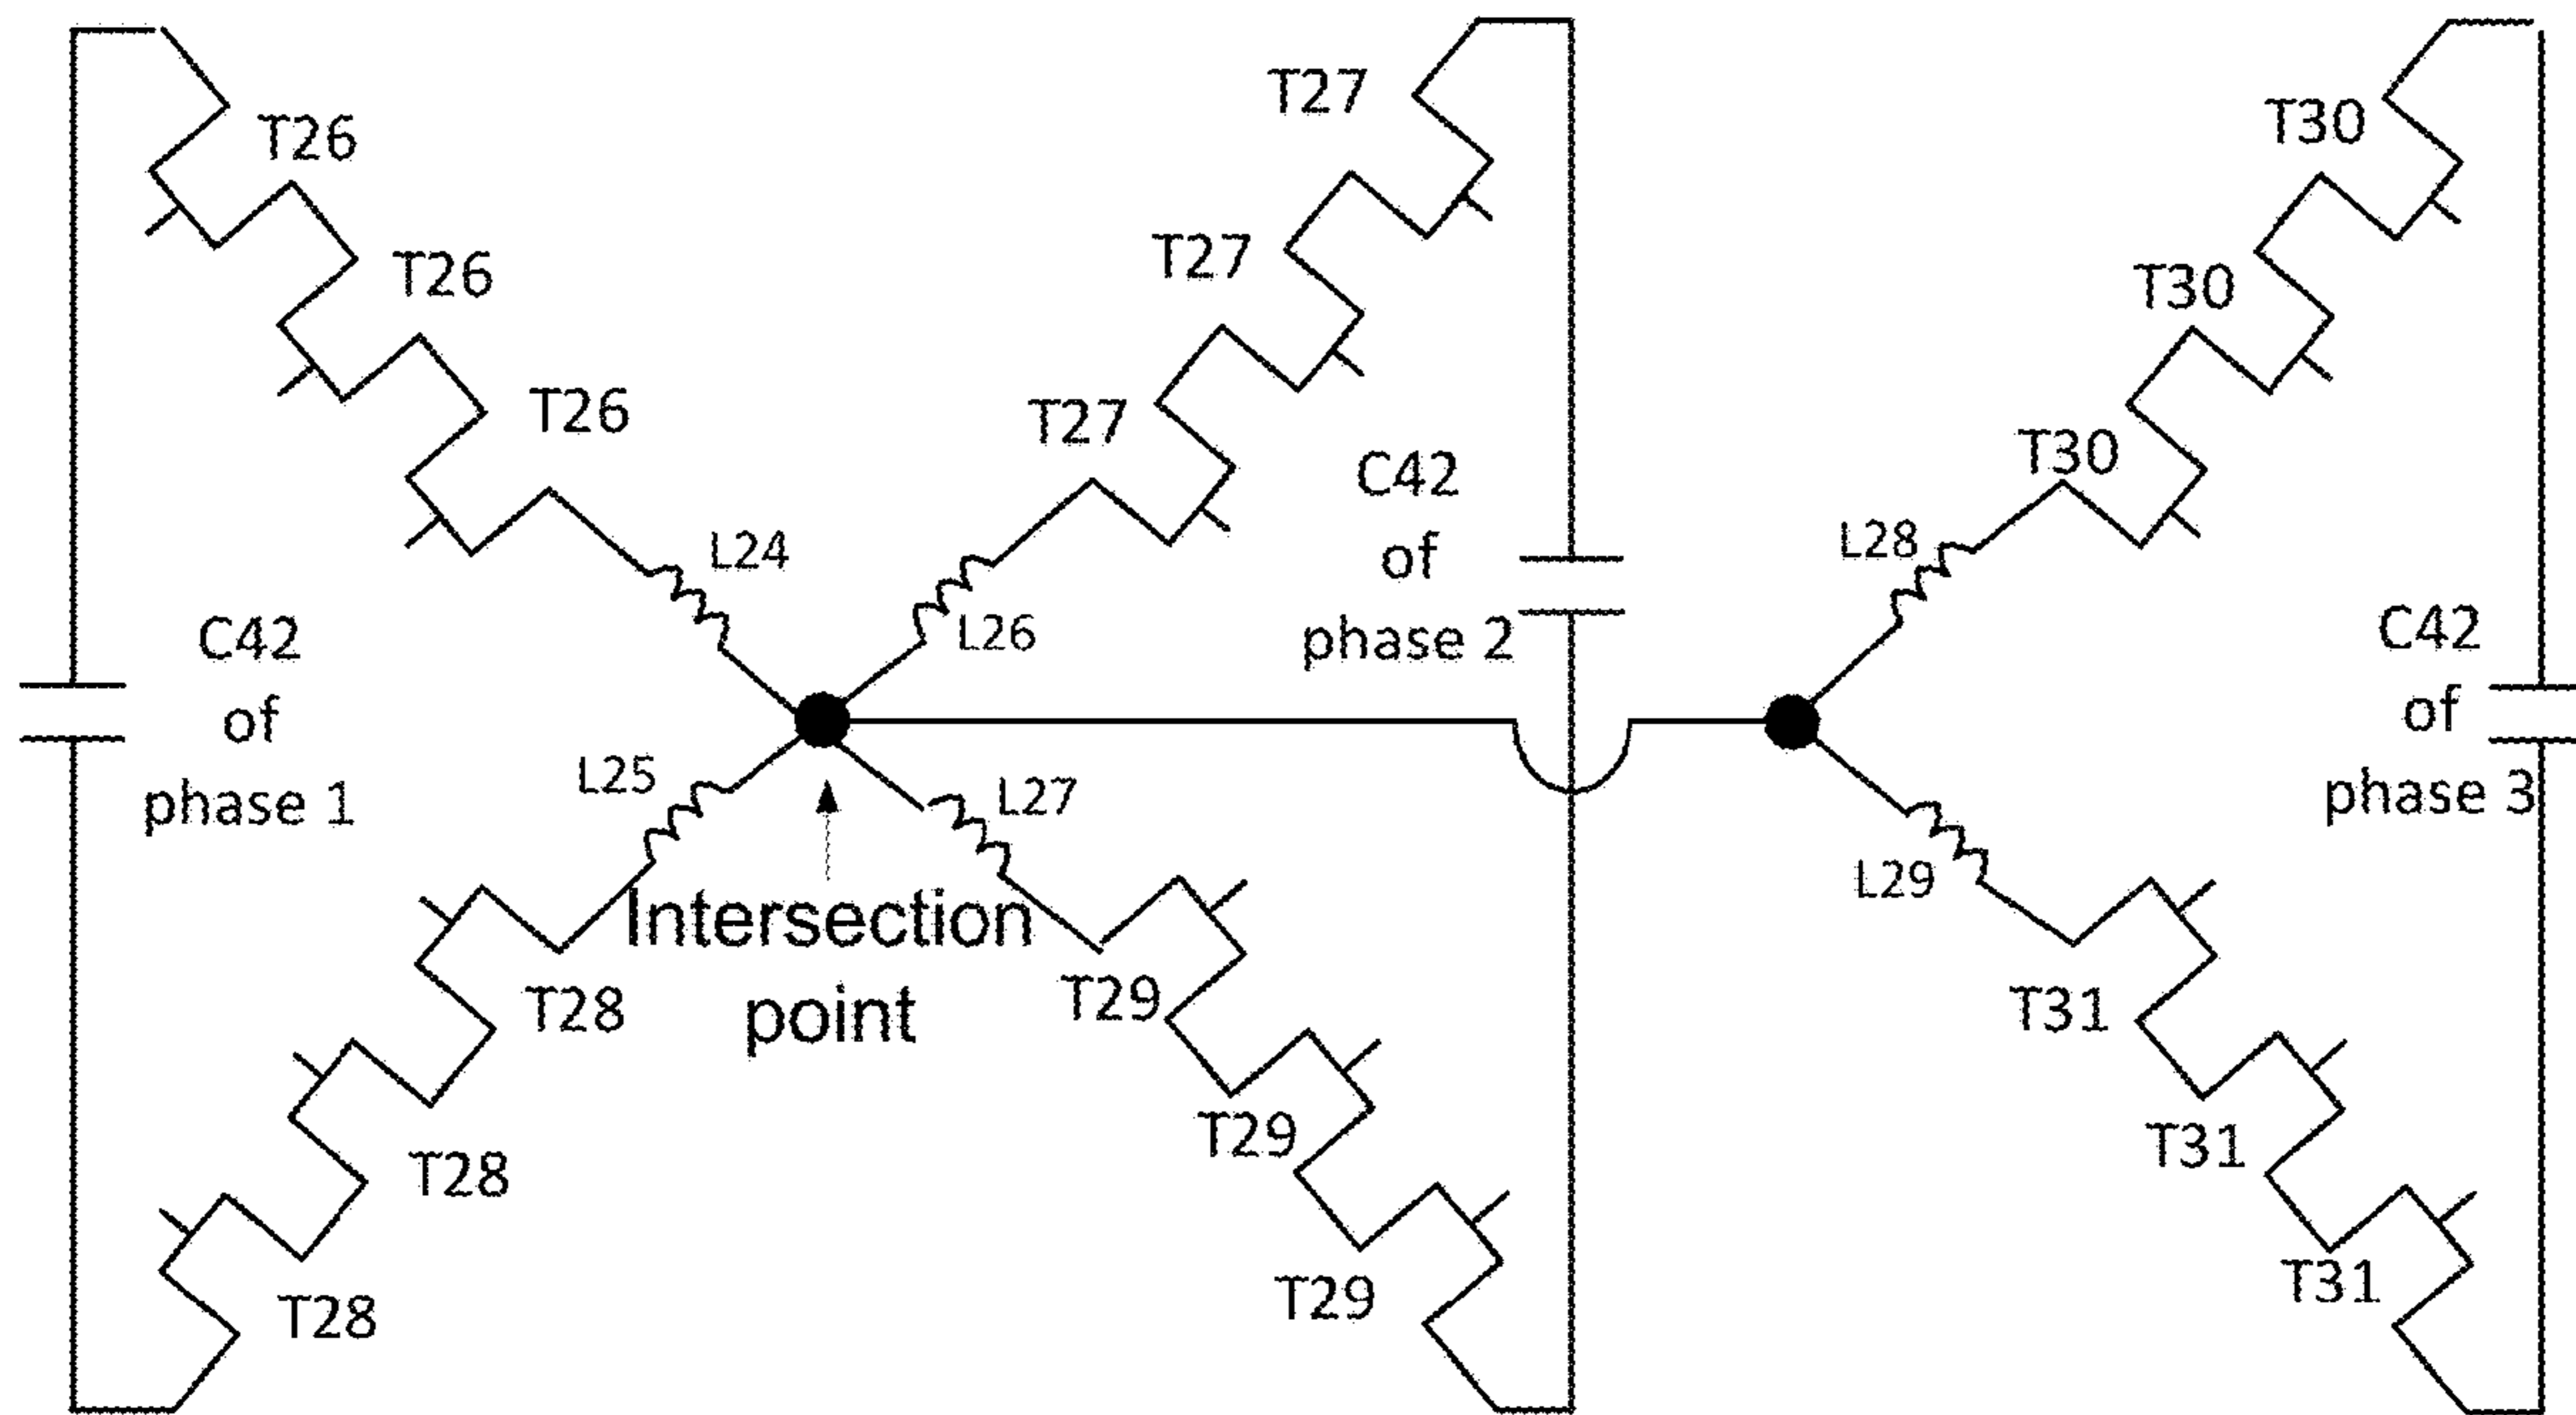 T26
T26
T26
T27
T27
T27
T30
T30
T30
L24
L26
L28
C42
of
phase 1
C42
of
phase 2
C42
of
phase 3
L25
L27
L29
Intersection
point
T28
T28
T28
T29
T29
T29
T31
T31
T31